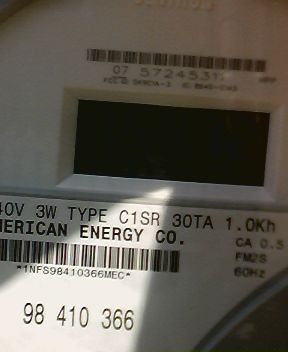 07 5724531
40V 3W TYPE C1SR 30TA 1.0Kh
MERICAN ENERGY CO.
CA 0.5
FM2S
60Hz
*1NFS98410366MEC*
98 410 366